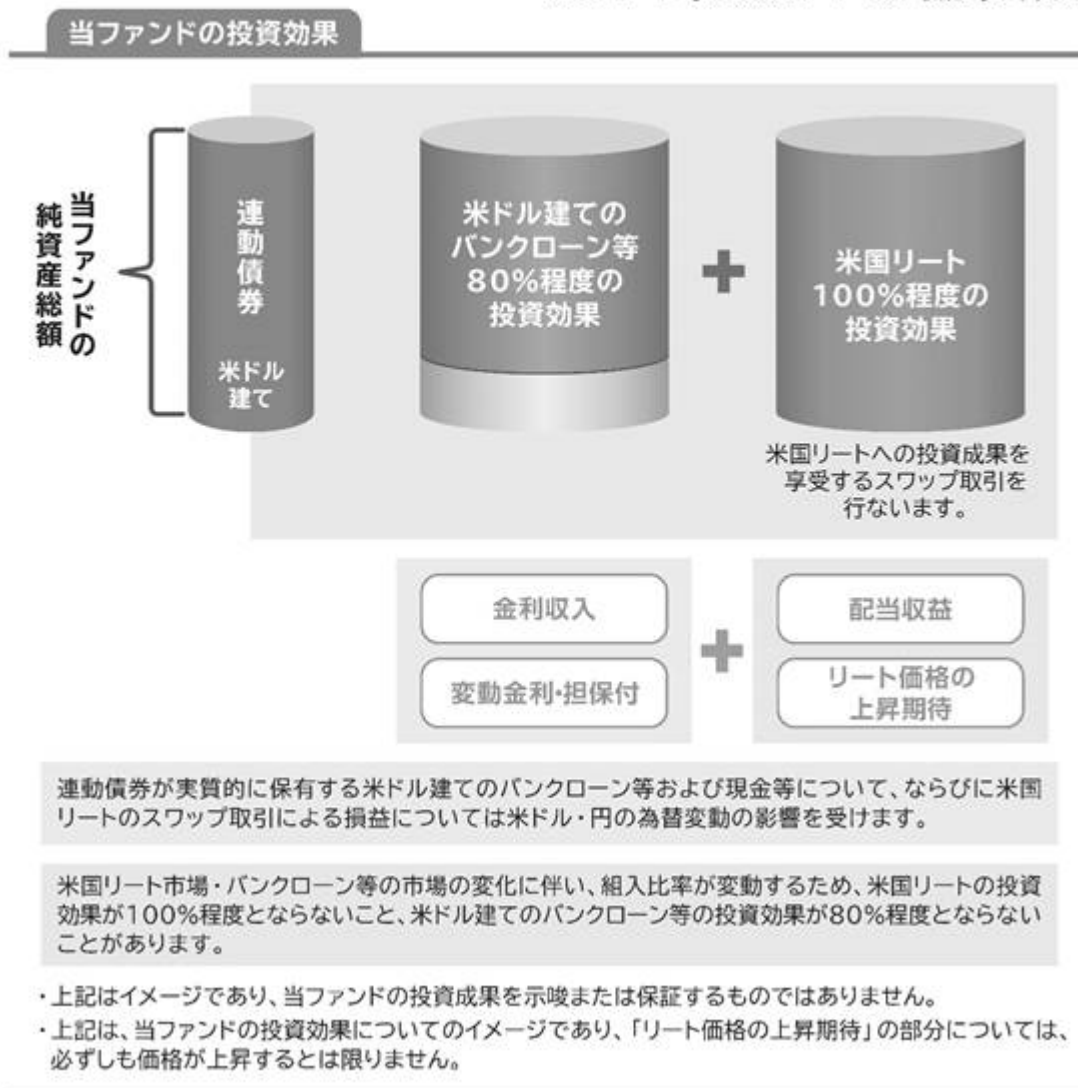 当ファンドの投資効果
当ファンドの
純資産総額
連動債券
米ドル
建て
米ドル建ての
バンクローン等
80%程度の
投資効果
+
米国リート
100%程度の
投資効果
米国リートへの投資成果を
享受するスワップ取引を
行ないます。
金利収入
変動金利・担保付
+
配当収益
リート価格の
上昇期待
連動債券が実質的に保有する米ドル建てのバンクローン等および現金等について、ならびに米国
リートのスワップ取引による損益については米ドル・円の為替変動の影響を受けます。
米国リート市場・バンクローン等の市場の変化に伴い、組入比率が変動するため、米国リートの投資
効果が100%程度とならないこと、米ドル建てのバンクローン等の投資効果が80%程度とならない
ことがあります。
・上記はイメージであり、当ファンドの投資成果を示唆または保証するものではありません。
・上記は、当ファンドの投資効果についてのイメージであり、「リート価格の上昇期待」の部分については、
必ずしも価格が上昇するとは限りません。